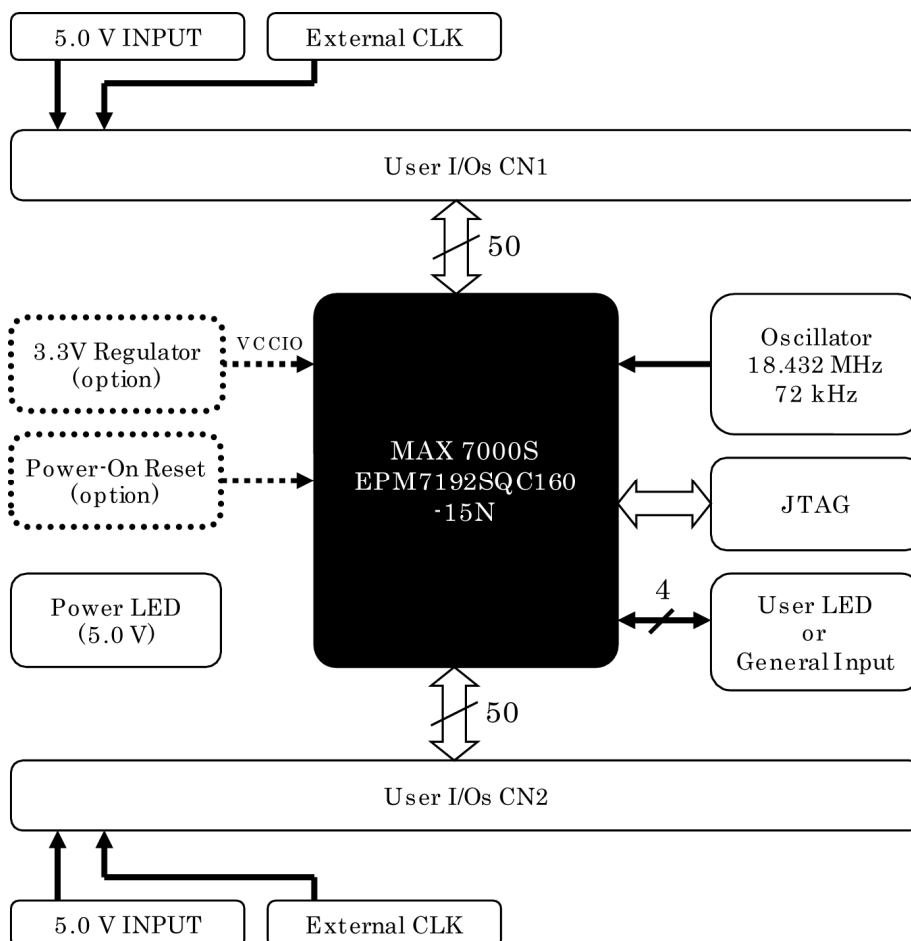 5.0 V INPUT
External CLK
User I/Os CN1
50
3.3V Regulator
(option)
VCCIO
Oscillator
18.432 MHz
72 kHz
Power-On Reset
(option)
MAX 7000S
EPM7192SQC160
-15N
JTAG
Power LED
(5.0 V)
4
User LED
or
General Input
50
User I/Os CN2
5.0 V INPUT
External CLK